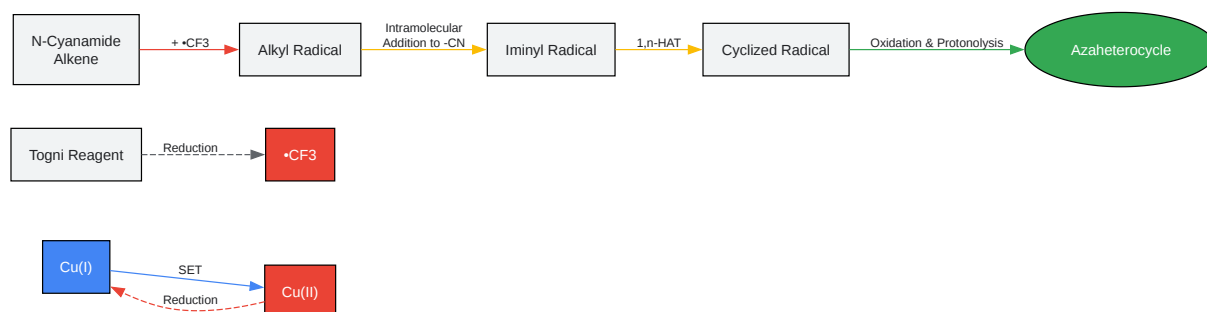 N-Cyanamide
Alkene
+ •CF3
Alkyl Radical
Intramolecular
Addition to -CN
Iminyl Radical
1,n-HAT
Cyclized Radical
Oxidation & Protonolysis
Azaheterocycle
Togni Reagent
Reduction
•CF3
Cu(I)
SET
Reduction
Cu(II)